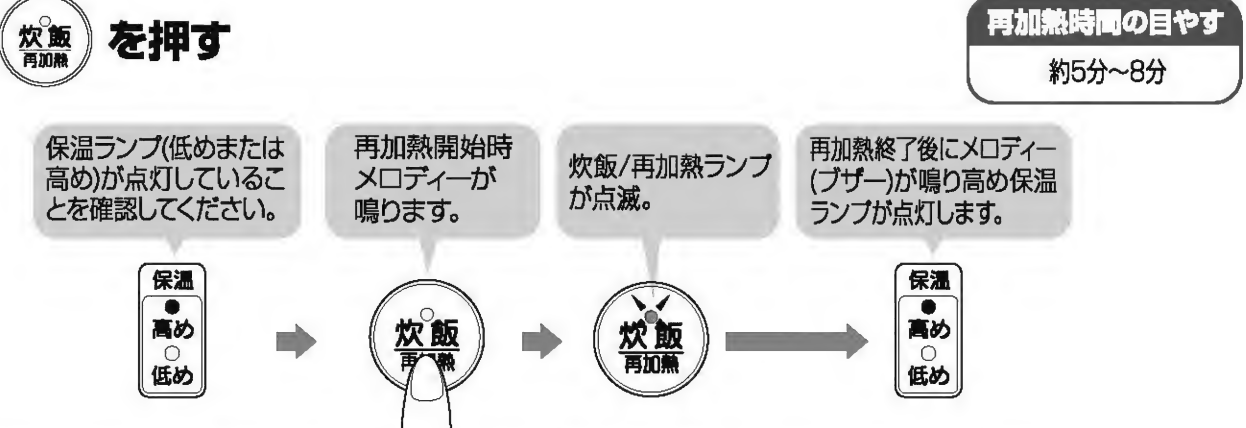 炊飯
再加熱
を押す
再加熱時間の目やす
約5分~8分
保温ランプ(低めまたは
高め)が点灯しているこ
とを確認してください。
再加熱開始時
メロディーが
鳴ります。
炊飯/再加熱ランプ
が点滅。
再加熱終了後にメロディー
(ブザー)が鳴り高め保温
ランプが点灯します。
保温
高め
低め
炊飯
再加熱
炊飯
再加熱
保温
高め
低め